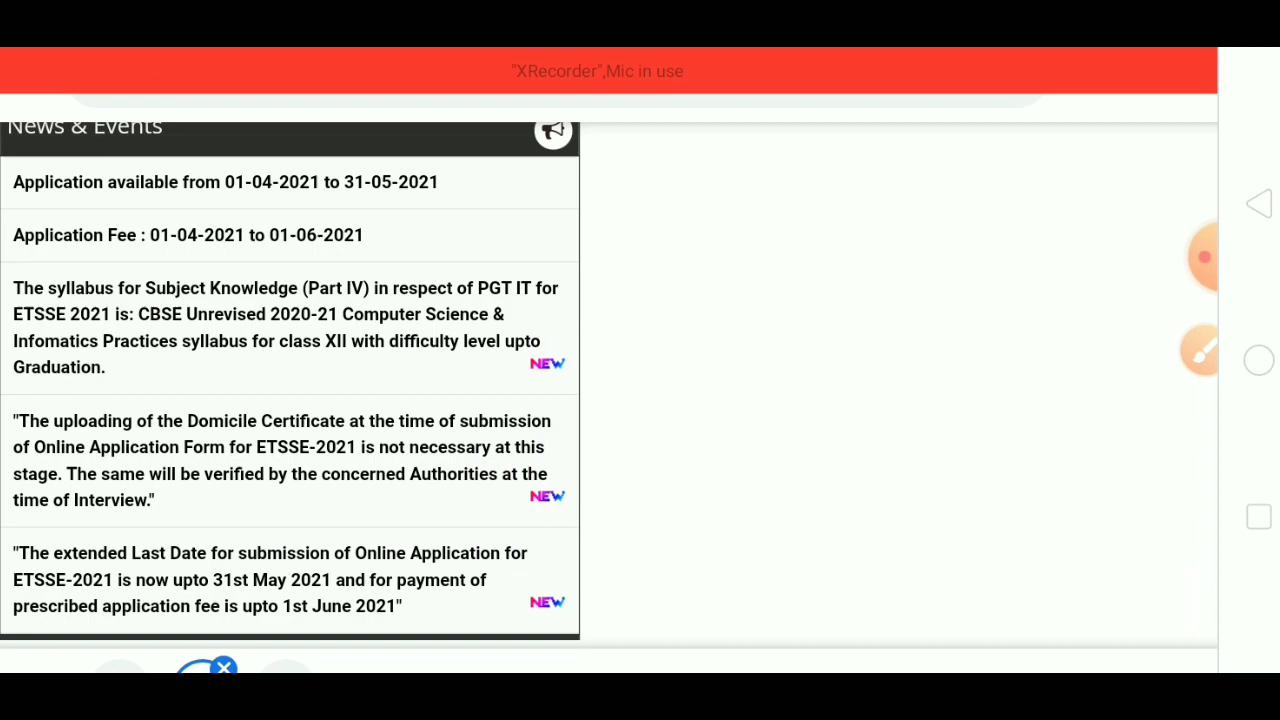 "XRecorder",Mic in use
News & Events
Application available from 01-04-2021 to 31-05-2021
Application Fee : 01-04-2021 to 01-06-2021
The syllabus for Subject Knowledge (Part IV) in respect of PGT IT for
ETSSE 2021 is: CBSE Unrevised 2020-21 Computer Science &
Infomatics Practices syllabus for class XII with difficulty level upto
Graduation. NEW
"The uploading of the Domicile Certificate at the time of submission
of Online Application Form for ETSSE-2021 is not necessary at this
stage. The same will be verified by the concerned Authorities at the
time of Interview." NEW
"The extended Last Date for submission of Online Application for
ETSSE-2021 is now upto 31st May 2021 and for payment of
prescribed application fee is upto 1st June 2021" NEW